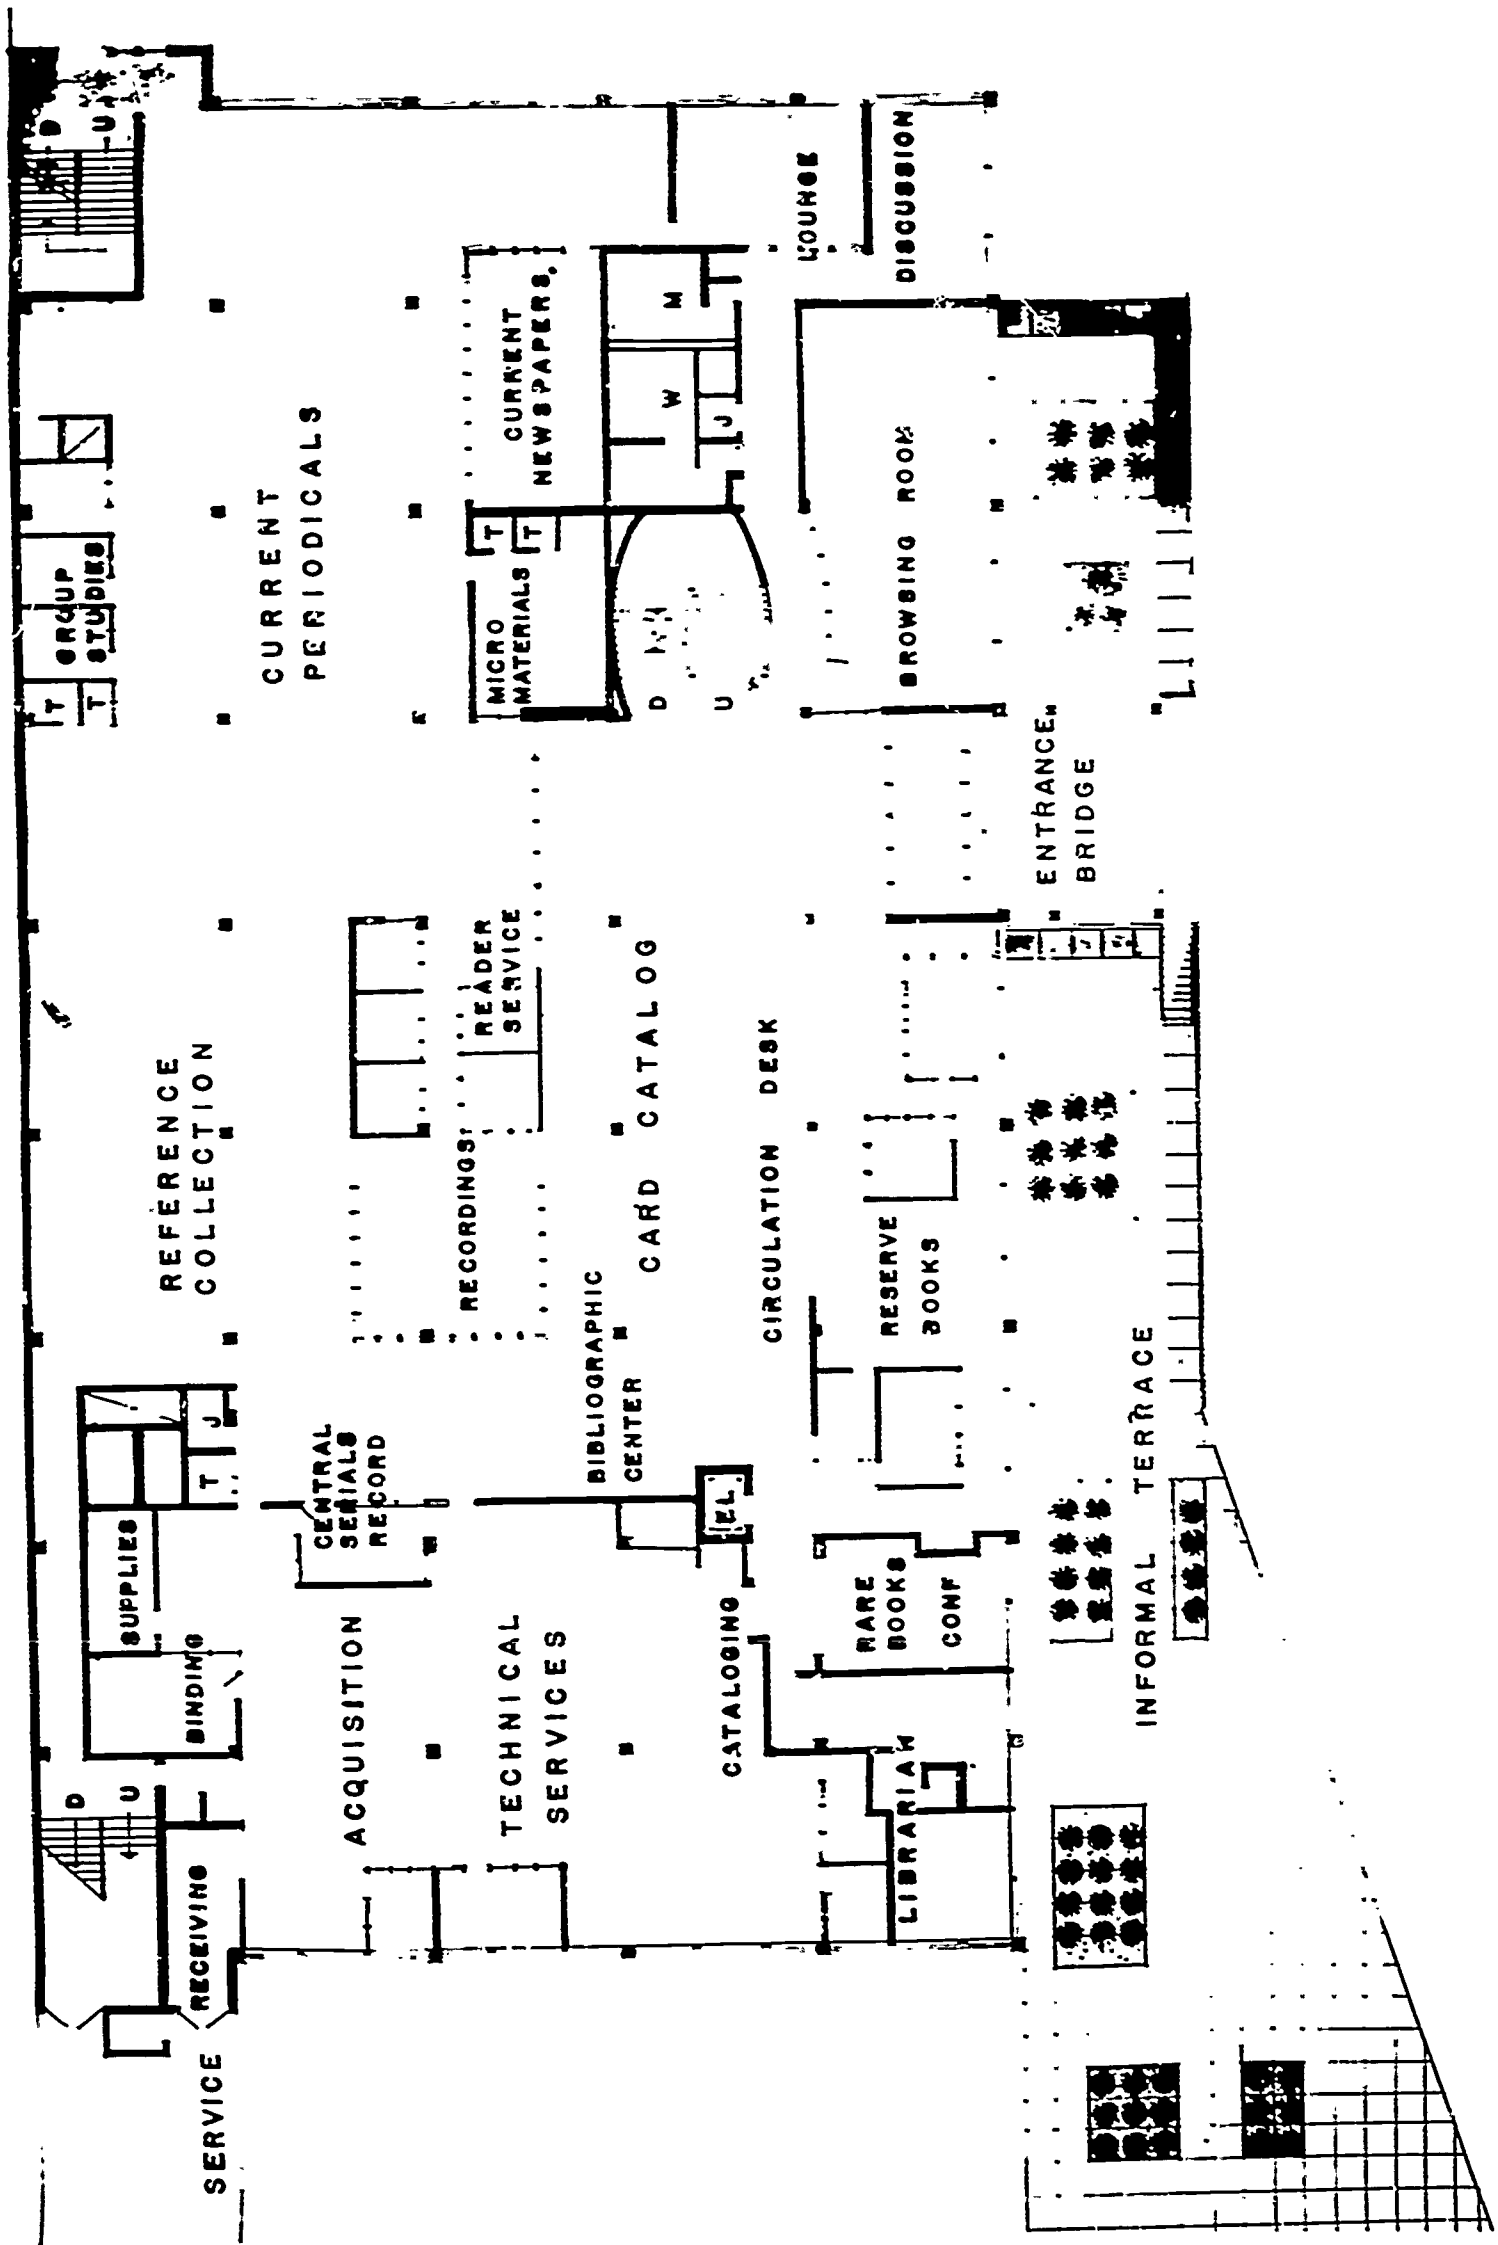 D
U
SUPPLIES
BINDING
T
J
RECEIVING
SERVICE
REFERENCE
COLLECTION
T
T
GROUP
STUDIES
D
U
CURRENT
PERIODICALS
ACQUISITION
CENTRAL
SERIALS
RECORD
TECHNICAL
SERVICES
RECORDINGS
READER
SERVICE
MICRO
MATERIALS
T
T
CURRENT
NEWSPAPERS
BIBLIOGRAPHIC
CENTER
CARD CATALOG
D
U
W
M
J
CATALOGING
EL
CIRCULATION DESK
LOUNGE
LIBRARIAN
RARE
BOOKS
CONF
RESERVE
BOOKS
BROWSING ROOM
DISCUSSION
ENTRANCE
BRIDGE
INFORMAL TERRACE